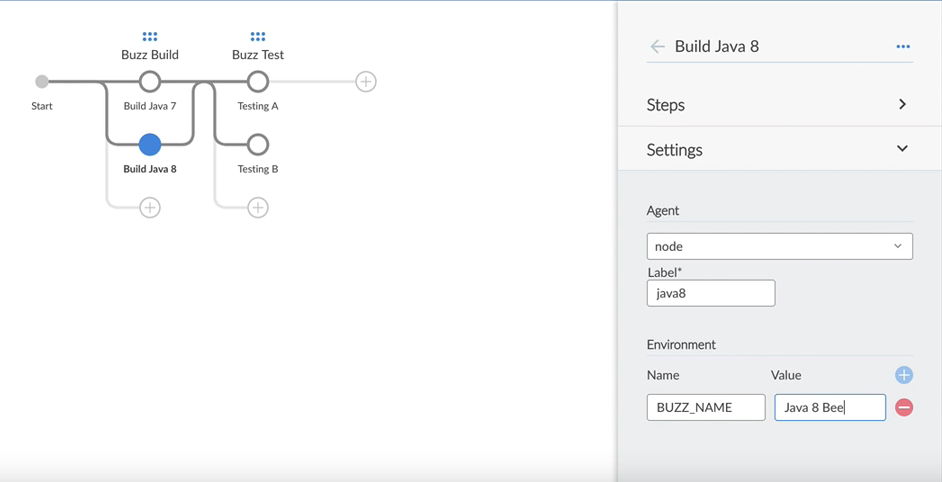 Buzz Build
Buzz Test
Start
Build Java 7
Testing A
Build Java 8
Testing B
Build Java 8
Steps
Settings
Agent
node
Label*
java8
Environment
Name Value
BUZZ_NAME Java 8 Bee